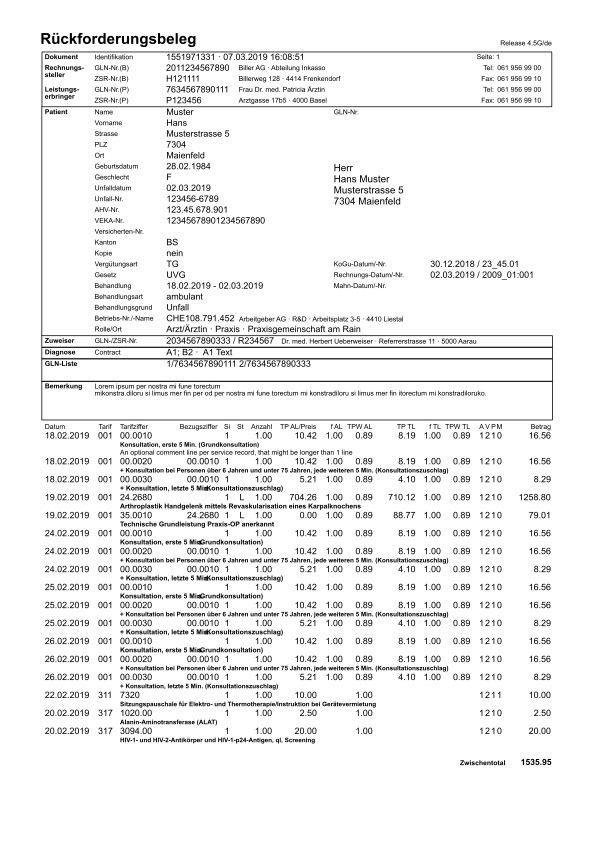 Rückforderungsbeleg Release 4.5G/de
Dokument Identifikation 1551971331 · 07.03.2019 16:08:51 Seite: 1
Rechnungs-steller GLN-Nr.(B) 2011234567890 Biller AG · Abteilung Inkasso Tel: 061 956 99 00
ZSR-Nr.(B) H121111 Billerweg 128 · 4414 Frenkendorf Fax: 061 956 99 10
Leistungs-erbringer GLN-Nr.(P) 7634567890111 Frau Dr. med. Patricia Ärztin Tel: 061 956 99 00
ZSR-Nr.(P) P123456 Arztgasse 17b5 · 4000 Basel Fax: 061 956 99 10
Patient Name Muster GLN-Nr.
Vorname Hans
Strasse Musterstrasse 5
PLZ 7304
Ort Maienfeld
Geburtsdatum 28.02.1984 Herr
Geschlecht F Hans Muster
Unfalldatum 02.03.2019 Musterstrasse 5
Unfall-Nr. 123456-6789 7304 Maienfeld
AHV-Nr. 123.45.678.901
VEKA-Nr. 12345678901234567890
Versicherten-Nr.
Kanton BS
Kopie nein
Vergütungsart TG KoGu-Datum/-Nr. 30.12.2018 / 23_45.01
Gesetz UVG Rechnungs-Datum/-Nr. 02.03.2019 / 2009_01:001
Behandlung 18.02.2019 - 02.03.2019 Mahn-Datum/-Nr.
Behandlungsart ambulant
Behandlungsgrund Unfall
Betriebs-Nr./-Name CHE108.791.452 Arbeitgeber AG · R&D · Arbeitsplatz 3-5 · 4410 Liestal
Rolle/Ort Arzt/Ärztin · Praxis · Praxisgemeinschaft am Rain
Zuweiser GLN-/ZSR-Nr. 2034567890333 / R234567 Dr. med. Herbert Ueberweiser · Referrerstrasse 11 · 5000 Aarau
Diagnose Contract A1; B2 · A1 Text
GLN-Liste 1/7634567890111 2/7634567890333
Bemerkung Lorem ipsum per nostra mi fune torectum
mikonstra.diloru si limus mer fin per od per nostra mi fune torectum mi konstradiloru si limus mer fin itorectum mi konstradiloruko.
Datum Tarif Tarifziffer Bezugsziffer Si St Anzahl TP AL/Preis f AL TPW AL TP TL f TL TPW TL A V P M Betrag
18.02.2019 001 00.0010 1 1.00 10.42 1.00 0.89 8.19 1.00 0.89 1 2 1 0 16.56
Konsultation, erste 5 Min. (Grundkonsultation)
An optional comment line per service record, that might be longer than 1 line
18.02.2019 001 00.0020 00.0010 1 1.00 10.42 1.00 0.89 8.19 1.00 0.89 1 2 1 0 16.56
+ Konsultation bei Personen über 6 Jahren und unter 75 Jahren, jede weiteren 5 Min. (Konsultationszuschlag)
18.02.2019 001 00.0030 00.0010 1 1.00 5.21 1.00 0.89 4.10 1.00 0.89 1 2 1 0 8.29
+ Konsultation, letzte 5 Min. (Konsultationszuschlag)
19.02.2019 001 24.2680 1 L 1.00 704.26 1.00 0.89 710.12 1.00 0.89 1 2 1 0 1258.80
Arthroplastik Handgelenk mittels Revaskularisation eines Karpalknochens
19.02.2019 001 35.0010 24.2680 1 L 1.00 0.00 1.00 0.89 88.77 1.00 0.89 1 2 1 0 79.01
Technische Grundleistung Praxis-OP anerkannt
24.02.2019 001 00.0010 1 1.00 10.42 1.00 0.89 8.19 1.00 0.89 1 2 1 0 16.56
Konsultation, erste 5 Min. (Grundkonsultation)
24.02.2019 001 00.0020 00.0010 1 1.00 10.42 1.00 0.89 8.19 1.00 0.89 1 2 1 0 16.56
+ Konsultation bei Personen über 6 Jahren und unter 75 Jahren, jede weiteren 5 Min. (Konsultationszuschlag)
24.02.2019 001 00.0030 00.0010 1 1.00 5.21 1.00 0.89 4.10 1.00 0.89 1 2 1 0 8.29
+ Konsultation, letzte 5 Min. (Konsultationszuschlag)
25.02.2019 001 00.0010 1 1.00 10.42 1.00 0.89 8.19 1.00 0.89 1 2 1 0 16.56
Konsultation, erste 5 Min. (Grundkonsultation)
25.02.2019 001 00.0020 00.0010 1 1.00 10.42 1.00 0.89 8.19 1.00 0.89 1 2 1 0 16.56
+ Konsultation bei Personen über 6 Jahren und unter 75 Jahren, jede weiteren 5 Min. (Konsultationszuschlag)
25.02.2019 001 00.0030 00.0010 1 1.00 5.21 1.00 0.89 4.10 1.00 0.89 1 2 1 0 8.29
+ Konsultation, letzte 5 Min. (Konsultationszuschlag)
26.02.2019 001 00.0010 1 1.00 10.42 1.00 0.89 8.19 1.00 0.89 1 2 1 0 16.56
Konsultation, erste 5 Min. (Grundkonsultation)
26.02.2019 001 00.0020 00.0010 1 1.00 10.42 1.00 0.89 8.19 1.00 0.89 1 2 1 0 16.56
+ Konsultation bei Personen über 6 Jahren und unter 75 Jahren, jede weiteren 5 Min. (Konsultationszuschlag)
26.02.2019 001 00.0030 00.0010 1 1.00 5.21 1.00 0.89 4.10 1.00 0.89 1 2 1 0 8.29
+ Konsultation, letzte 5 Min. (Konsultationszuschlag)
22.02.2019 311 7320 1 1.00 10.00 1.00 1 2 1 1 10.00
Sitzungspauschale für Elektro- und Thermotherapie/Instruktion bei Gerätevermietung
20.02.2019 317 1020.00 1 1.00 2.50 1.00 1 2 1 0 2.50
Alanin-Aminotransferase (ALAT)
20.02.2019 317 3094.00 1 1.00 20.00 1.00 1 2 1 0 20.00
HIV-1- und HIV-2-Antikörper und HIV-1-p24-Antigen, ql, Screening
Zwischentotal 1535.95